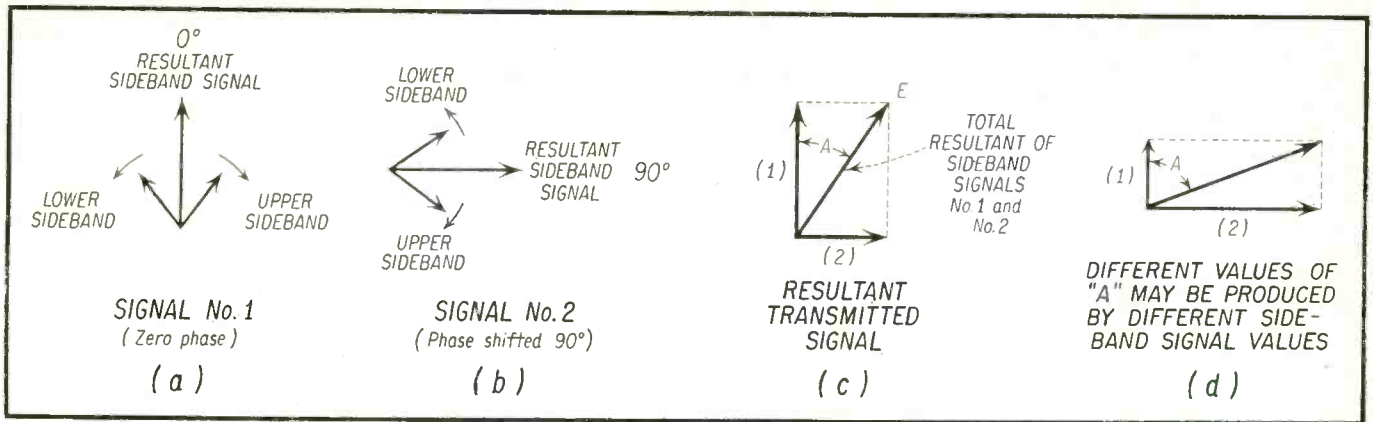 0°
RESULTANT
SIDEBAND SIGNAL
LOWER
SIDEBAND
UPPER
SIDEBAND
SIGNAL No. 1
( Zero phase )
( a )
LOWER
SIDEBAND
RESULTANT
SIDEBAND
SIGNAL
90°
UPPER
SIDEBAND
SIGNAL No. 2
( Phase shifted 90° )
( b )
E
A
(1)
(2)
TOTAL
RESULTANT OF
SIDEBAND
SIGNALS
No. 1 and
No. 2
RESULTANT
TRANSMITTED
SIGNAL
( c )
(1)
A
(2)
DIFFERENT VALUES OF
"A" MAY BE PRODUCED
BY DIFFERENT SIDE-
BAND SIGNAL VALUES
( d )